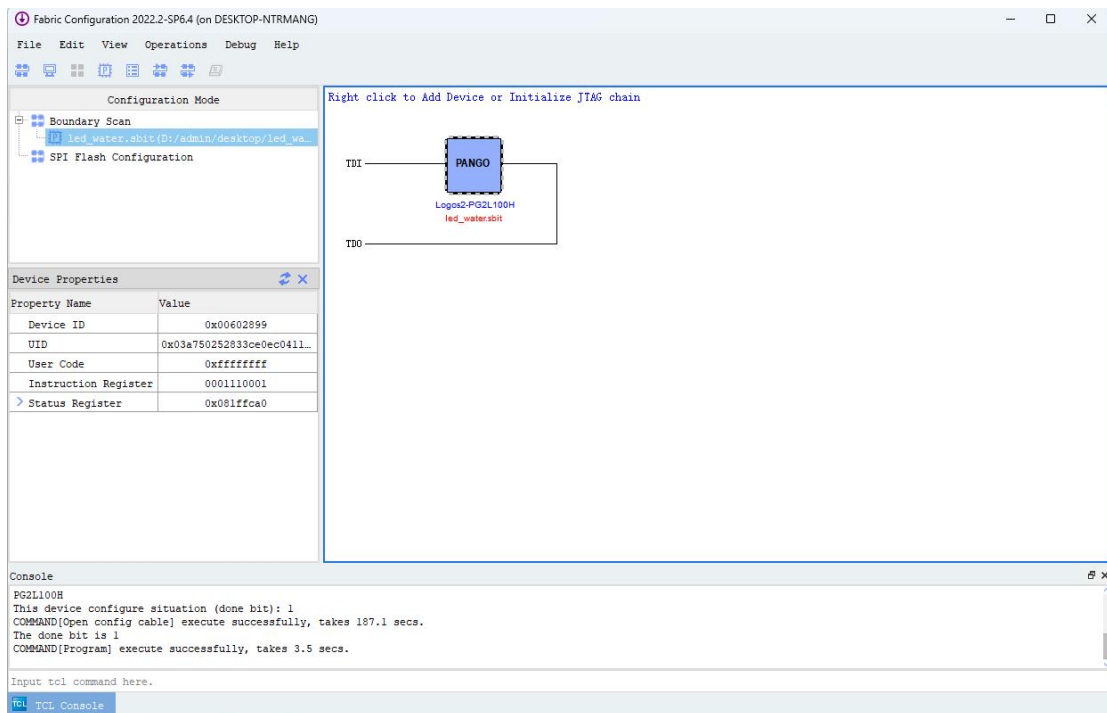 Fabric Configuration 2022.2-SP6.4 (on DESKTOP-NTRMANG)
File Edit View Operations Debug Help
Configuration Mode
Boundary Scan
led_water.sbit(D:/admin/desktop/led_wa...
SPI Flash Configuration
Right click to Add Device or Initialize JTAG chain
TDI
PANGO
Logos2-PG2L100H
led_water.sbit
TDO
Device Properties
Property Name Value
Device ID 0x00602899
UID 0x03a750252833ce0ec0411...
User Code 0xffffffff
Instruction Register 0001110001
Status Register 0x081ffca0
Console
PG2L100H
This device configure situation (done bit): 1
COMMAND[Open config cable] execute successfully, takes 187.1 secs.
The done bit is 1
COMMAND[Program] execute successfully, takes 3.5 secs.
Input tcl command here.
TCL TCL Console